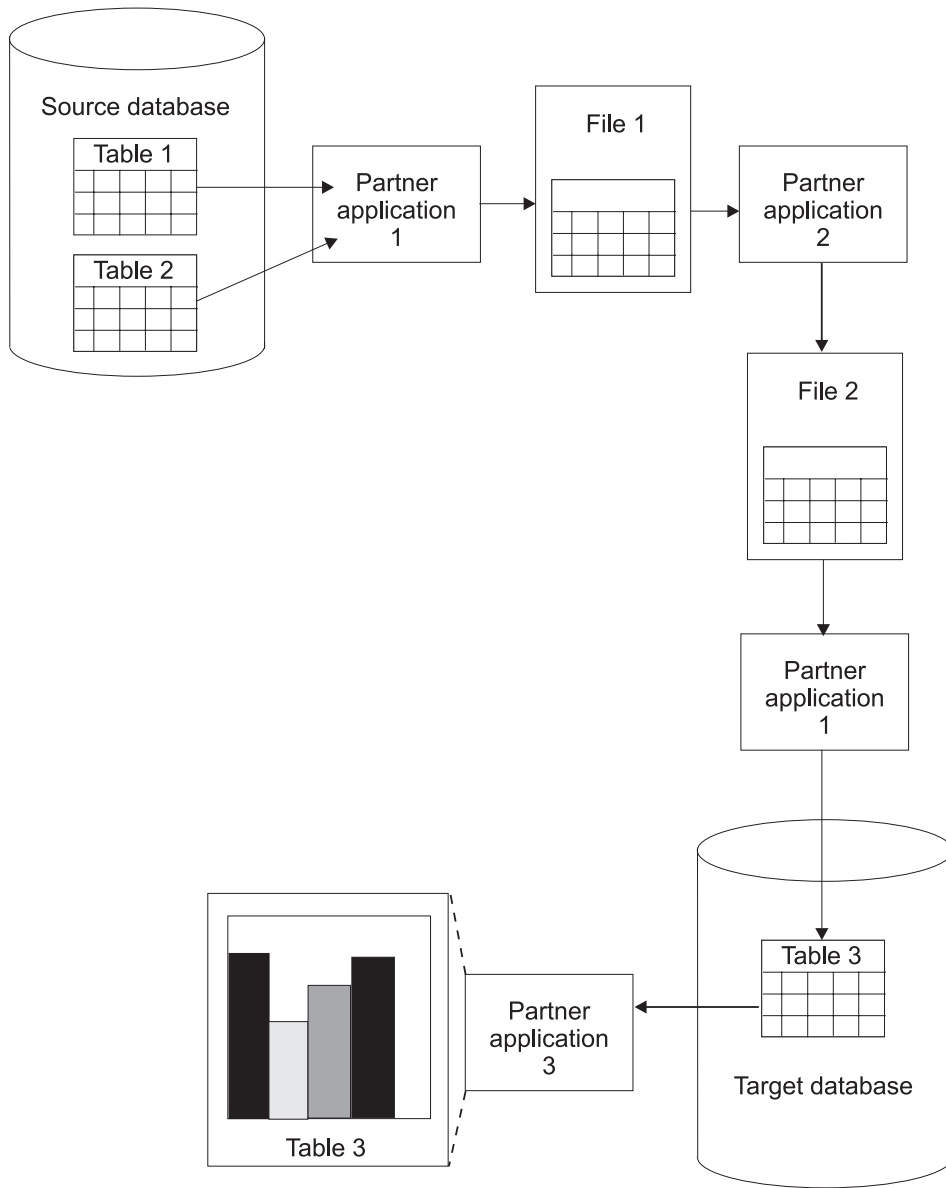 Source database
Table 1
Table 2
Partner
application
1
File 1
Partner
application
2
File 2
Partner
application
1
Table 3
Target database
Partner
application
3
Table 3